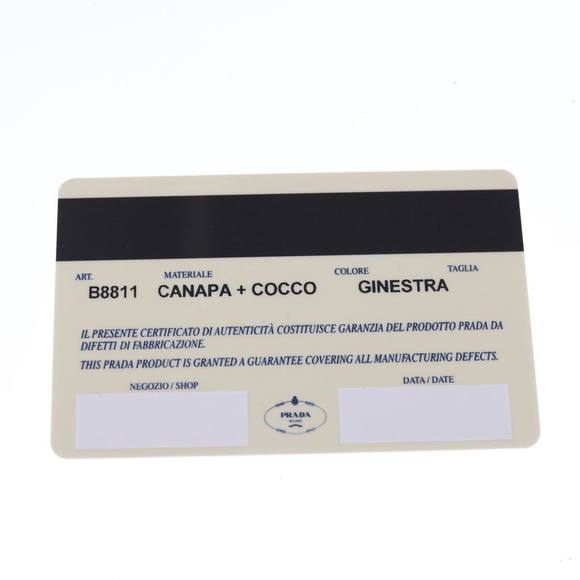 ART. MATERIALE COLORE TAGLIA
B8811 CANAPA + COCCO GINESTRA
IL PRESENTE CERTIFICATO DI AUTENTICITÀ COSTITUISCE GARANZIA DEL PRODOTTO PRADA DA
DIFETTI DI FABBRICAZIONE.
THIS PRADA PRODUCT IS GRANTED A GUARANTEE COVERING ALL MANUFACTURING DEFECTS.
NEGOZIO / SHOP DATA / DATE
PRADA
MILANO